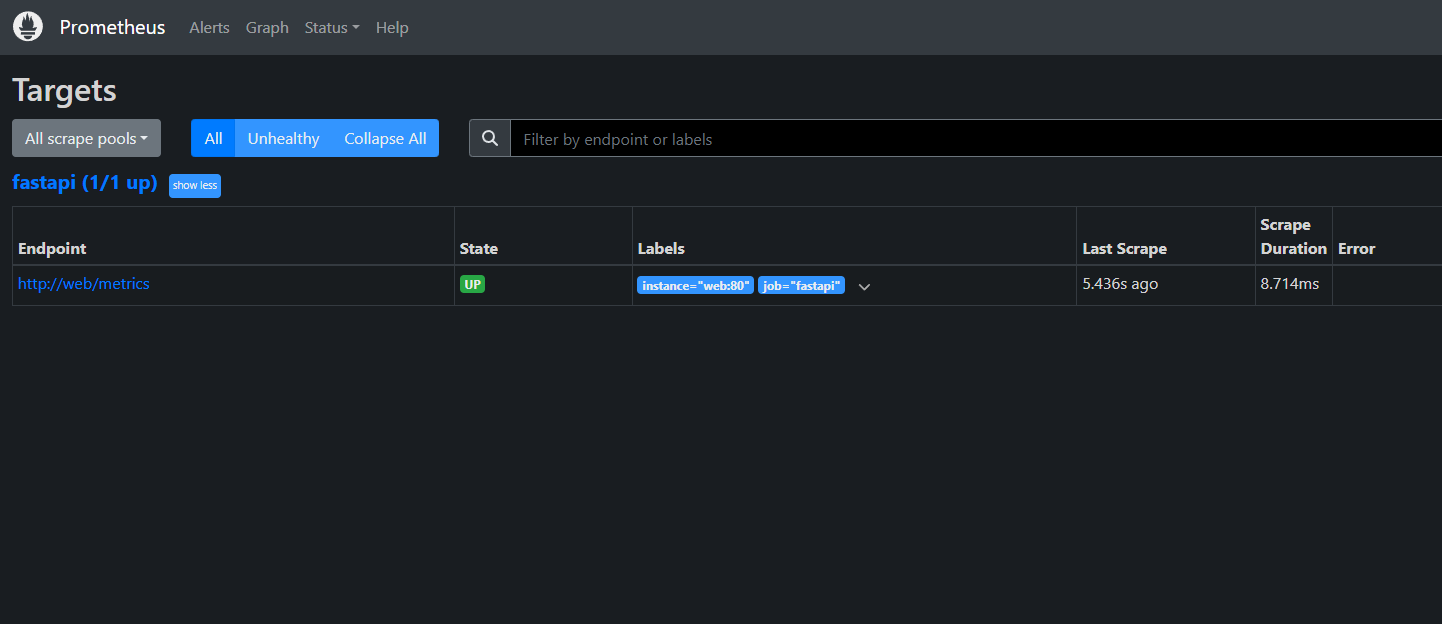 Prometheus Alerts Graph Status Help
Targets
All scrape pools All Unhealthy Collapse All Filter by endpoint or labels
fastapi (1/1 up) show less
Endpoint State Labels Last Scrape Scrape Duration Error
http://web/metrics UP instance="web:80" job="fastapi" 5.436s ago 8.714ms